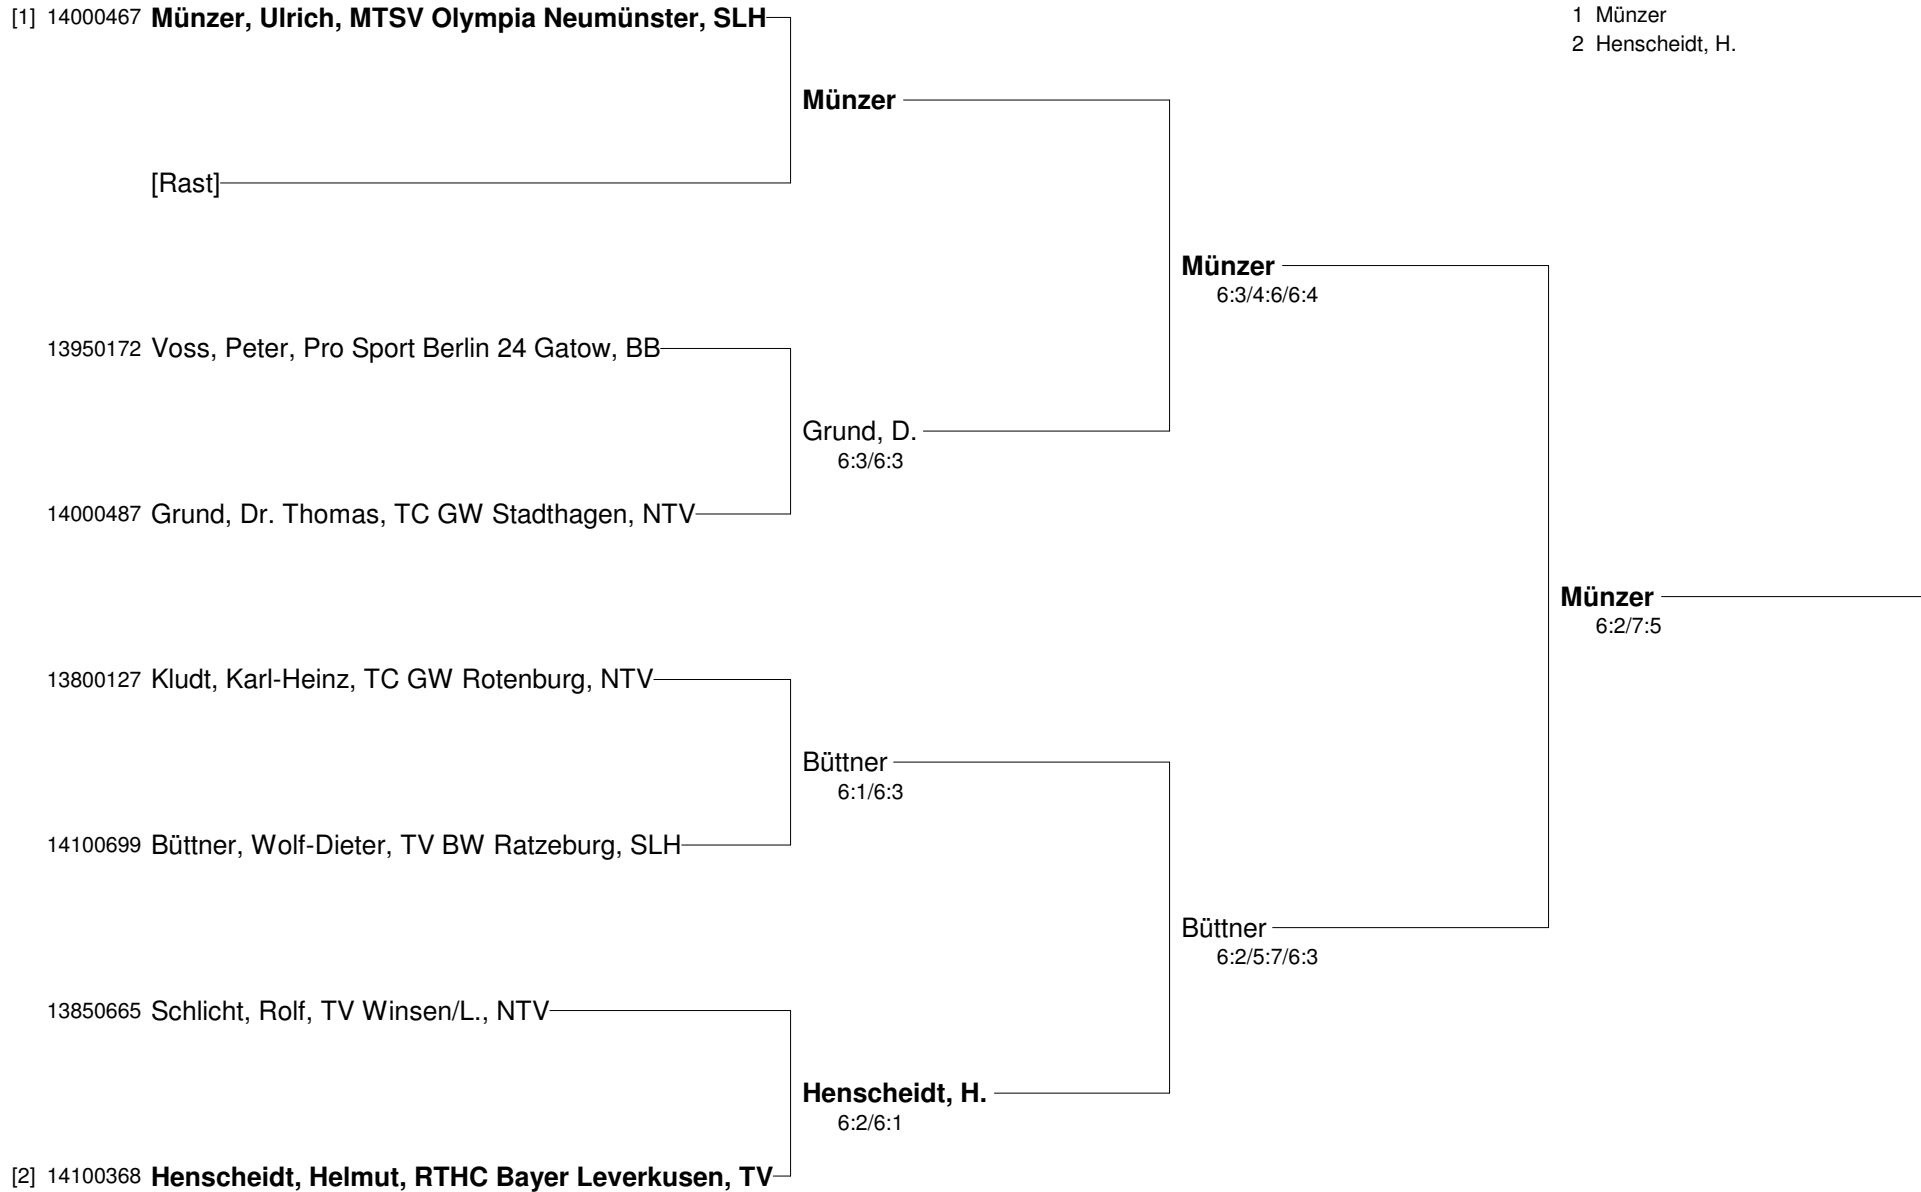 [1] 14000467 Münzer, Ulrich, MTSV Olympia Neumünster, SLH
1 Münzer
2 Henscheidt, H.
Münzer
[Rast]
Münzer
6:3/4:6/6:4
13950172 Voss, Peter, Pro Sport Berlin 24 Gatow, BB
Grund, D.
6:3/6:3
14000487 Grund, Dr. Thomas, TC GW Stadthagen, NTV
Münzer
6:2/7:5
13800127 Kludt, Karl-Heinz, TC GW Rotenburg, NTV
Büttner
6:1/6:3
14100699 Büttner, Wolf-Dieter, TV BW Ratzeburg, SLH
Büttner
6:2/5:7/6:3
13850665 Schlicht, Rolf, TV Winsen/L., NTV
Henscheidt, H.
6:2/6:1
[2] 14100368 Henscheidt, Helmut, RTHC Bayer Leverkusen, TV